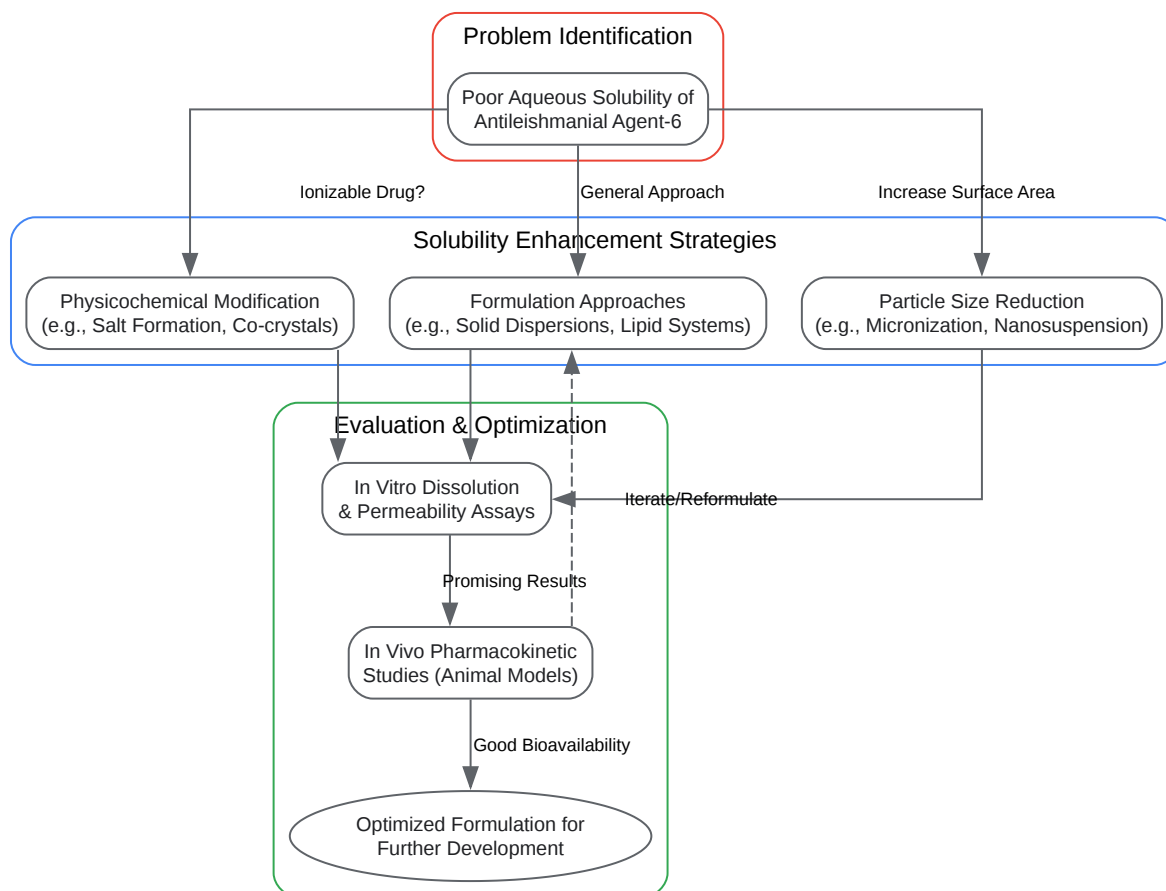 Problem Identification
Poor Aqueous Solubility of
Antileishmanial Agent-6
Ionizable Drug?
General Approach
Increase Surface Area
Solubility Enhancement Strategies
Physicochemical Modification
(e.g., Salt Formation, Co-crystals)
Formulation Approaches
(e.g., Solid Dispersions, Lipid Systems)
Particle Size Reduction
(e.g., Micronization, Nanosuspension)
Evaluation & Optimization
In Vitro Dissolution
& Permeability Assays
Iterate/Reformulate
Promising Results
In Vivo Pharmacokinetic
Studies (Animal Models)
Good Bioavailability
Optimized Formulation for
Further Development